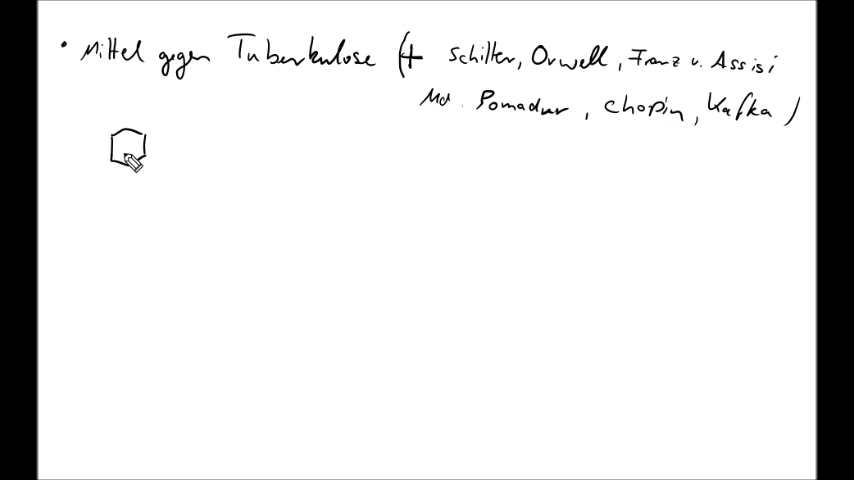 • Mittel gegen Tuberkulose († Schiller, Orwell, Franz v. Assisi
Md. Pomadur, Chopin, Kafka)